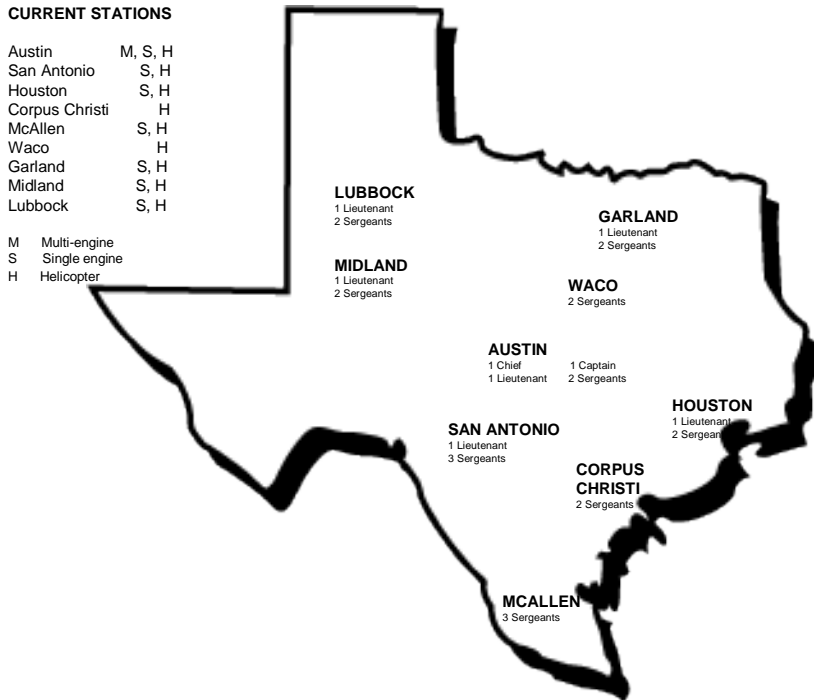 CURRENT STATIONS
Austin M, S, H
San Antonio S, H
Houston S, H
Corpus Christi H
McAllen S, H
Waco H
Garland S, H
Midland S, H
Lubbock S, H
M Multi-engine
S Single engine
H Helicopter
LUBBOCK
1 Lieutenant
2 Sergeants
GARLAND
1 Lieutenant
2 Sergeants
MIDLAND
1 Lieutenant
2 Sergeants
WACO
2 Sergeants
AUSTIN
1 Chief 1 Captain
1 Lieutenant 2 Sergeants
HOUSTON
1 Lieutenant
2 Sergeants
SAN ANTONIO
1 Lieutenant
3 Sergeants
CORPUS
CHRISTI
2 Sergeants
MCALLEN
3 Sergeants